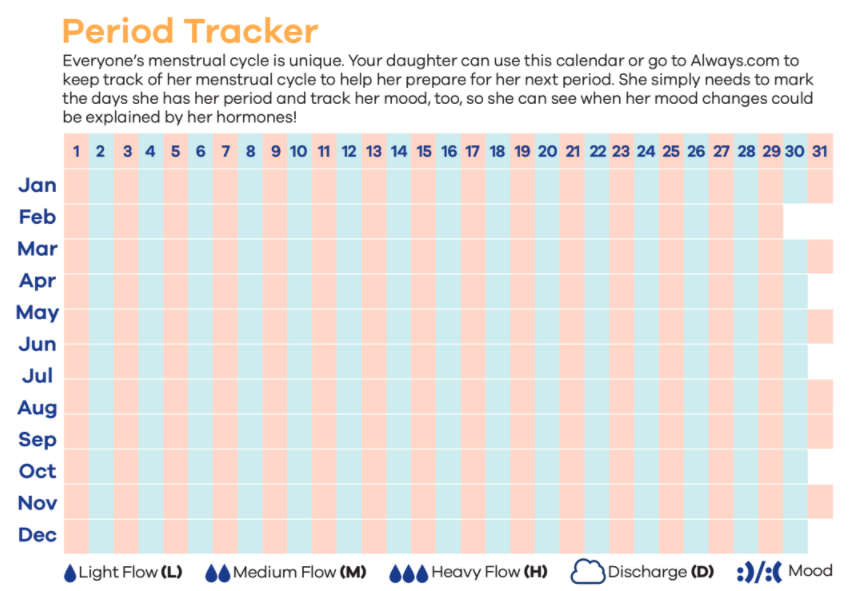 Period Tracker
Everyone's menstrual cycle is unique. Your daughter can use this calendar or go to Always.com to
keep track of her menstrual cycle to help her prepare for her next period. She simply needs to mark
the days she has her period and track her mood, too, so she can see when her mood changes could
be explained by her hormones!
1 2 3 4 5 6 7 8 9 10 11 12 13 14 15 16 17 18 19 20 21 22 23 24 25 26 27 28 29 30 31
Jan
Feb
Mar
Apr
May
Jun
Jul
Aug
Sep
Oct
Nov
Dec
Light Flow (L) Medium Flow (M) Heavy Flow (H) Discharge (D) :)/:( Mood